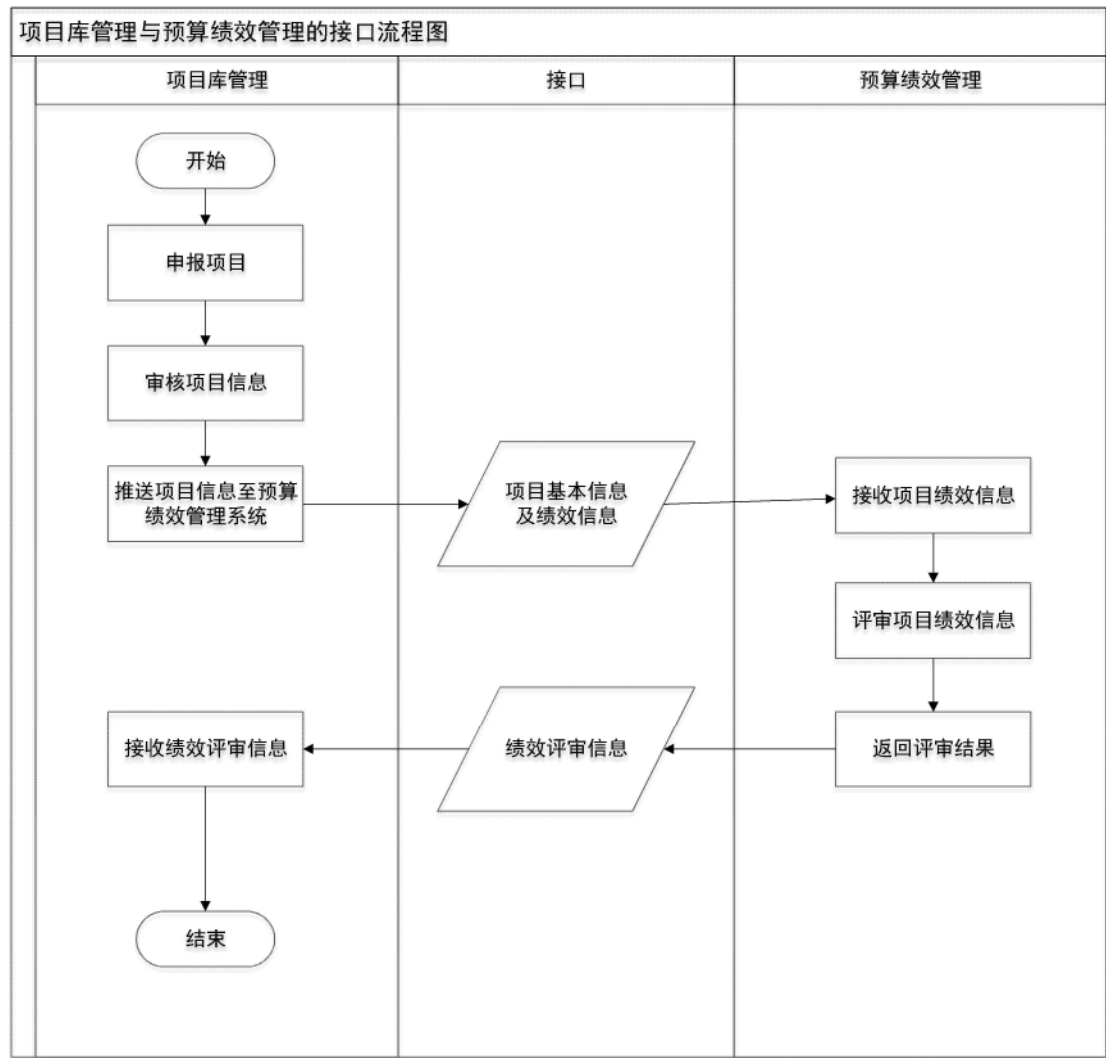 项目库管理与预算绩效管理的接口流程图
项目库管理
接口
预算绩效管理
开始
申报项目
审核项目信息
推送项目信息至预算
绩效管理系统
项目基本信息
及绩效信息
接收项目绩效信息
评审项目绩效信息
返回评审结果
绩效评审信息
接收绩效评审信息
结束